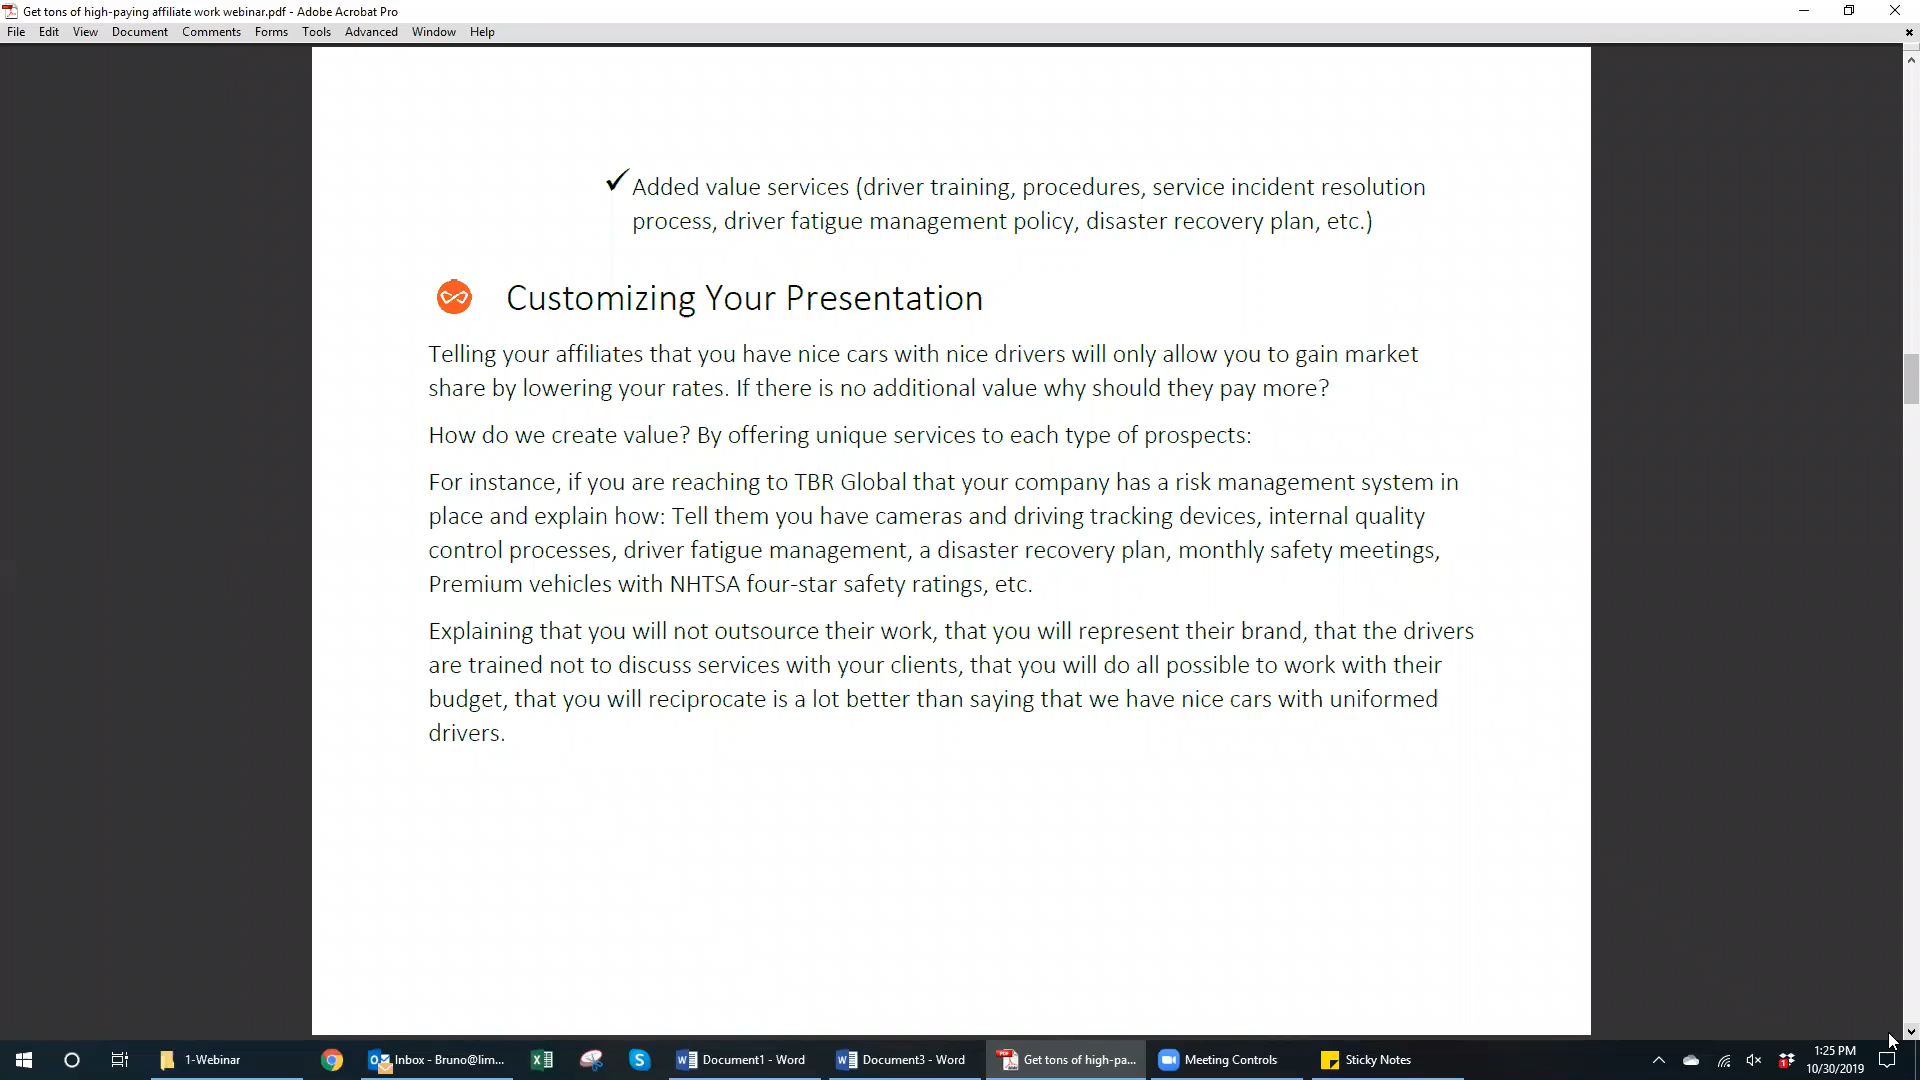 Get tons of high-paying affiliate work webinar.pdf - Adobe Acrobat Pro
File Edit View Document Comments Forms Tools Advanced Window Help
Added value services (driver training, procedures, service incident resolution
process, driver fatigue management policy, disaster recovery plan, etc.)
Customizing Your Presentation
Telling your affiliates that you have nice cars with nice drivers will only allow you to gain market
share by lowering your rates. If there is no additional value why should they pay more?
How do we create value? By offering unique services to each type of prospects:
For instance, if you are reaching to TBR Global that your company has a risk management system in
place and explain how: Tell them you have cameras and driving tracking devices, internal quality
control processes, driver fatigue management, a disaster recovery plan, monthly safety meetings,
Premium vehicles with NHTSA four-star safety ratings, etc.
Explaining that you will not outsource their work, that you will represent their brand, that the drivers
are trained not to discuss services with your clients, that you will do all possible to work with their
budget, that you will reciprocate is a lot better than saying that we have nice cars with uniformed
drivers.
1-Webinar Inbox - Bruno@lim... Document1 - Word Document3 - Word Get tons of high-pa... Meeting Controls Sticky Notes
1:25 PM
10/30/2019